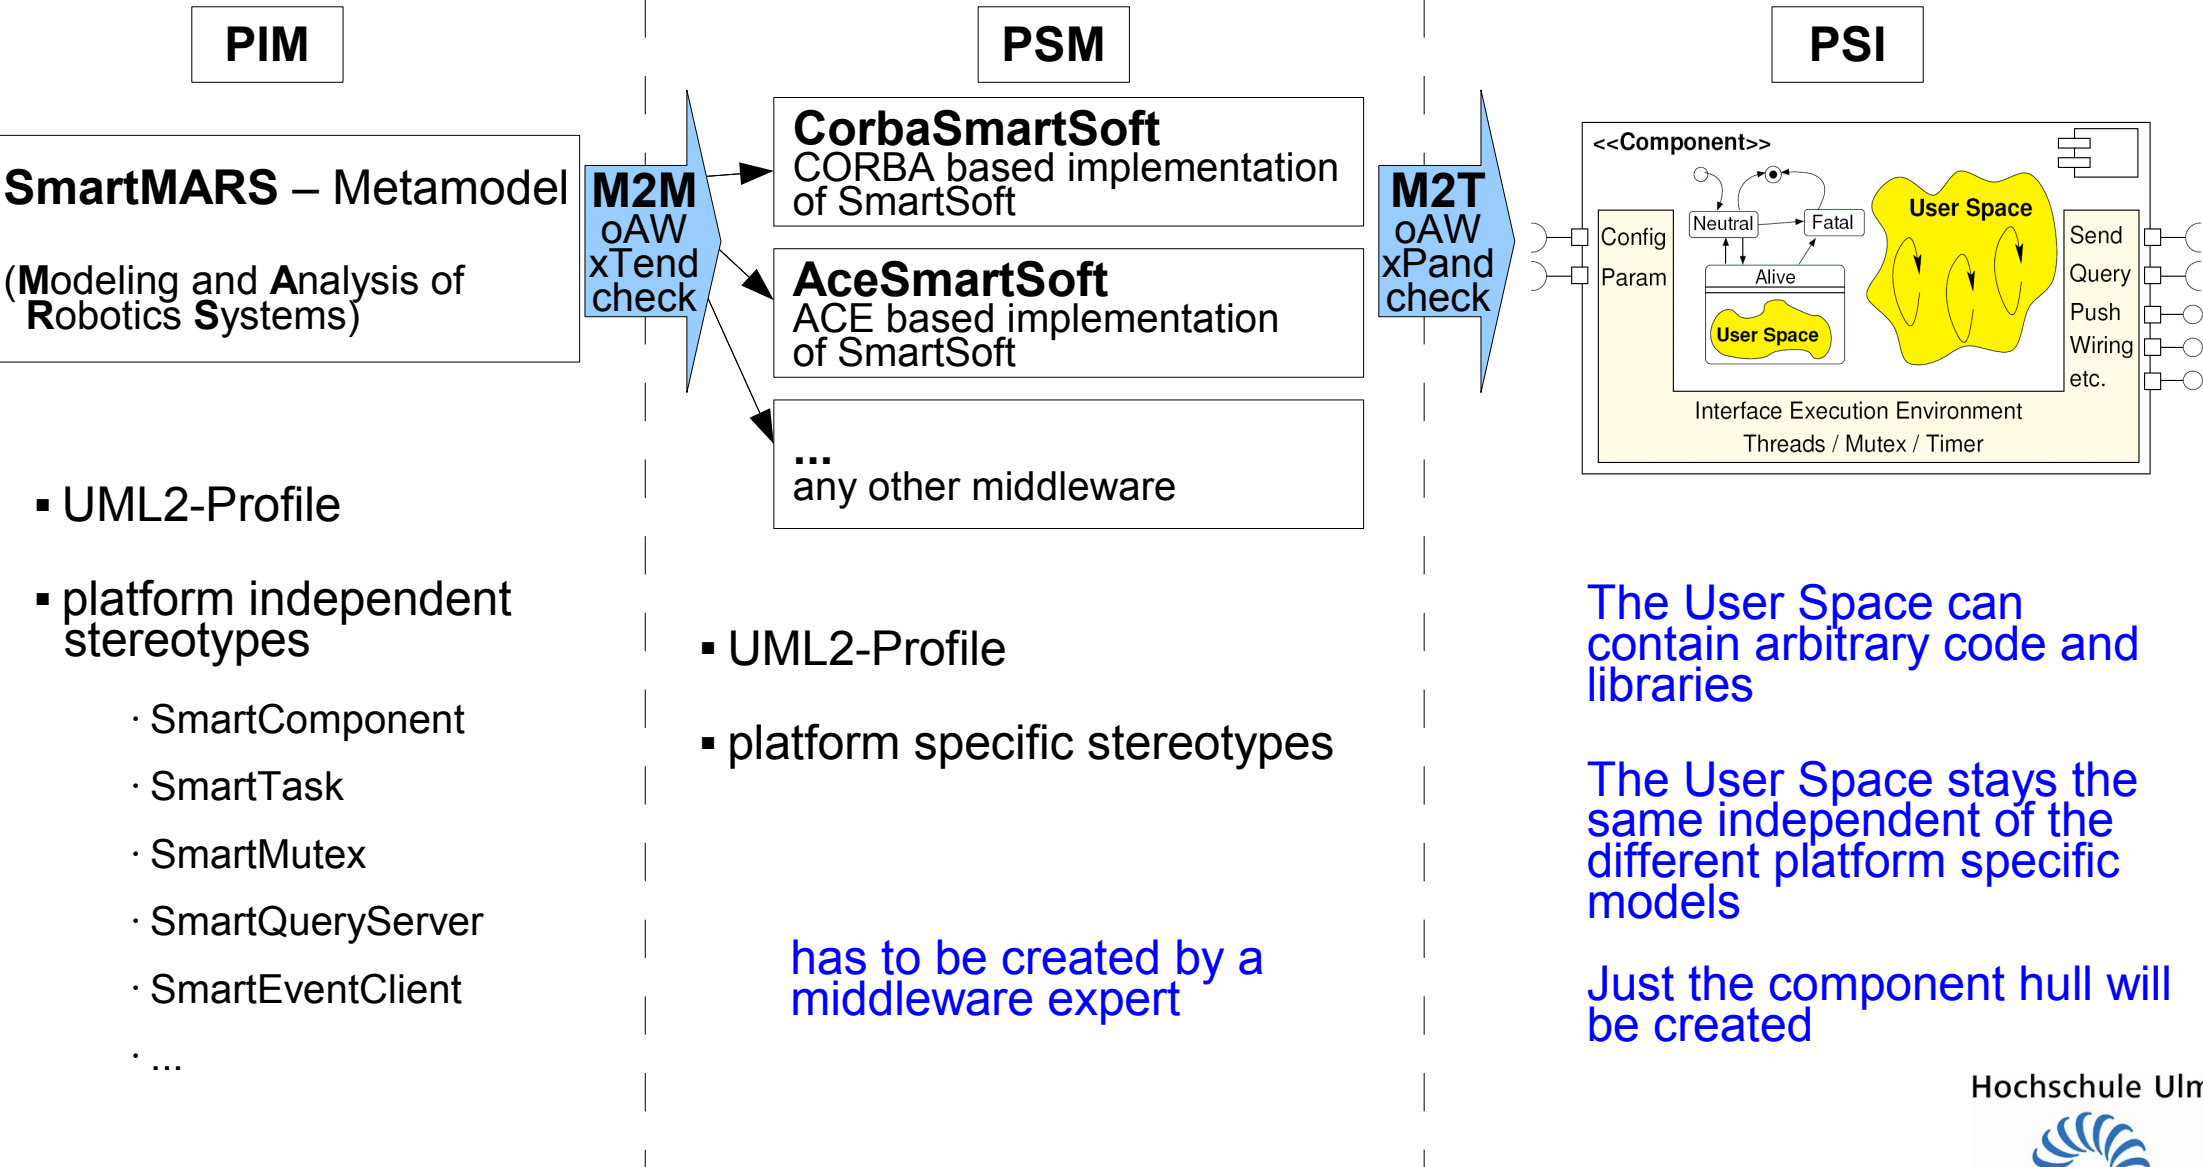 PIM
SmartMARS – Metamodel
(Modeling and Analysis of
Robotics Systems)
▪ UML2-Profile
▪ platform independent
stereotypes
· SmartComponent
· SmartTask
· SmartMutex
· SmartQueryServer
· SmartEventClient
· ...
M2M
oAW
xTend
check
PSM
CorbaSmartSoft
CORBA based implementation
of SmartSoft
AceSmartSoft
ACE based implementation
of SmartSoft
...
any other middleware
▪ UML2-Profile
▪ platform specific stereotypes
has to be created by a
middleware expert
M2T
oAW
xPand
check
PSI
<<Component>>
Config
Param
Neutral
Fatal
Alive
User Space
User Space
Send
Query
Push
Wiring
etc.
Interface Execution Environment
Threads / Mutex / Timer
The User Space can
contain arbitrary code and
libraries
The User Space stays the
same independent of the
different platform specific
models
Just the component hull will
be created
Hochschule Ulm